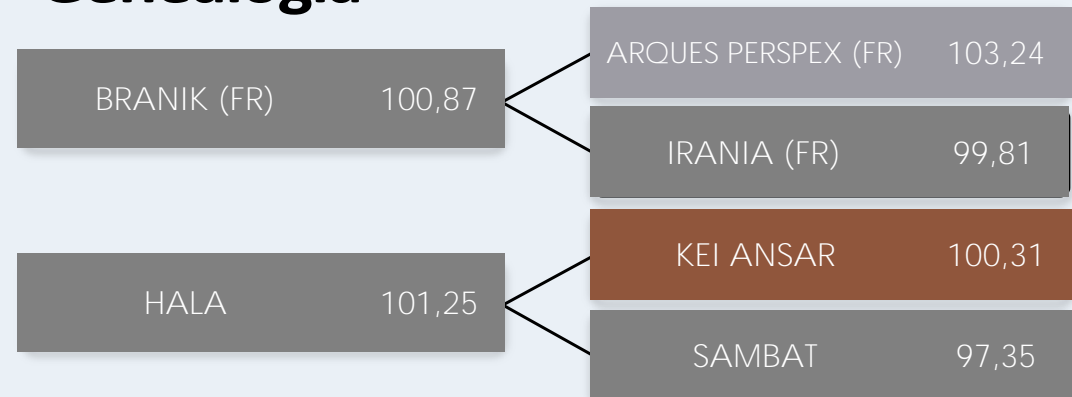 BRANIK (FR) 100,87
ARQUES PERSPEX (FR) 103,24
IRANIA (FR) 99,81
HALA 101,25
KEI ANSAR 100,31
SAMBAT 97,35